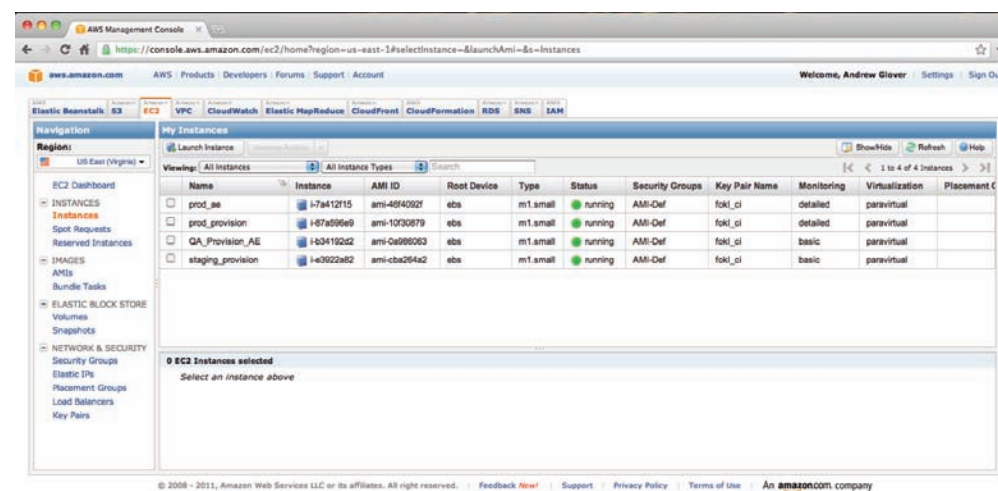 AWS Management Console
https://console.aws.amazon.com/ec2/home?region=us-east-1#selectInstance=&launchAmi=&s=Instances
aws.amazon.com AWS Products Developers Forums Support Account Welcome, Andrew Glover Settings Sign Ou
Elastic Beanstalk S3 EC2 VPC CloudWatch Elastic MapReduce CloudFront CloudFormation RDS SNS IAM
Navigation My Instances
Region: Launch Instance Instance Actions Show/Hide Refresh Help
US East (Virginia) Viewing: All Instances All Instance Types Search 1 to 4 of 4 Instances
Name Instance AMI ID Root Device Type Status Security Groups Key Pair Name Monitoring Virtualization Placement G
prod_ae i-7a412f15 ami-46f4092f ebs m1.small running AMI-Def fokl_ci detailed paravirtual
prod_provision i-87a596e9 ami-10f30879 ebs m1.small running AMI-Def fokl_ci detailed paravirtual
QA_Provision_AE i-b34192d2 ami-0a986063 ebs m1.small running AMI-Def fokl_ci basic paravirtual
staging_provision i-e3922a82 ami-cba264a2 ebs m1.small running AMI-Def fokl_ci basic paravirtual
EC2 Dashboard
INSTANCES
Instances
Spot Requests
Reserved Instances
IMAGES
AMIs
Bundle Tasks
ELASTIC BLOCK STORE
Volumes
Snapshots
NETWORK & SECURITY
Security Groups
Elastic IPs
Placement Groups
Load Balancers
Key Pairs
0 EC2 Instances selected
Select an instance above
© 2008 - 2011, Amazon Web Services LLC or its affiliates. All right reserved. Feedback New! Support Privacy Policy Terms of Use An amazon.com. company